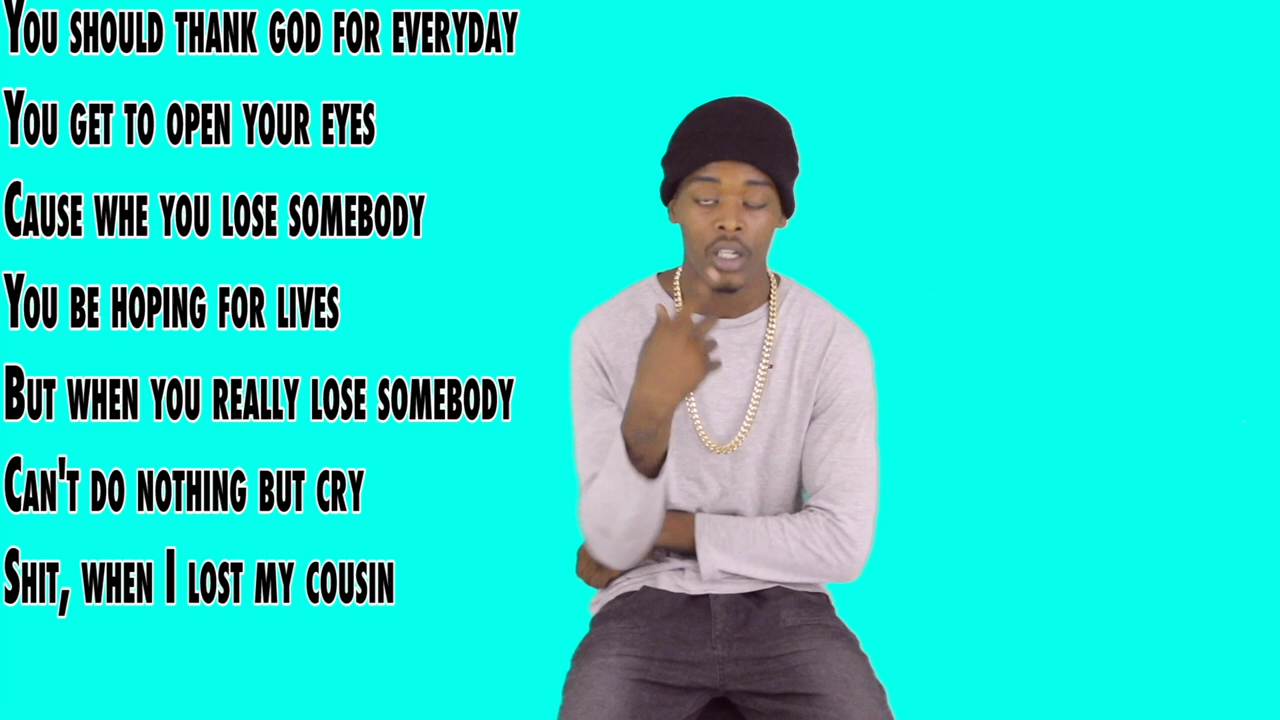 You should thank god for everyday
You get to open your eyes
Cause whe you lose somebody
You be hoping for lives
But when you really lose somebody
Can't do nothing but cry
Shit, when I lost my cousin